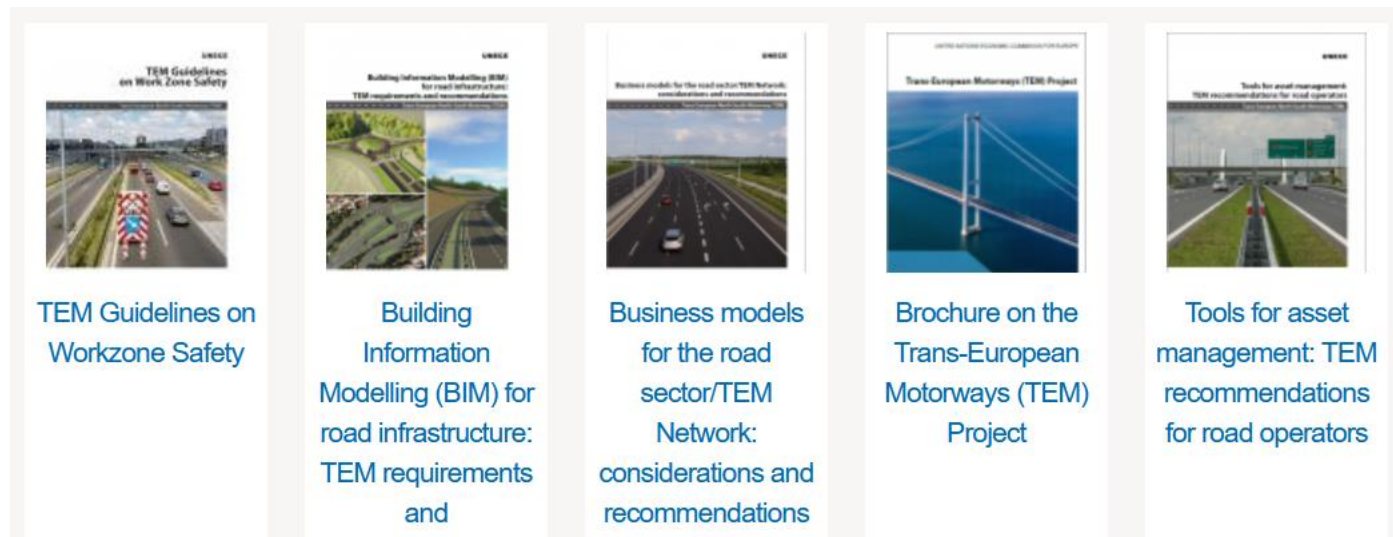 UNECE
TEM Guidelines
on Work Zone Safety
TEM Guidelines on
Workzone Safety
UNECE
Building Information Modelling (BIM)
for road infrastructure:
TEM requirements and recommendations
Building
Information
Modelling (BIM) for
road infrastructure:
TEM requirements
and
UNECE
Business models for the road sector/TEM Network:
considerations and recommendations
Business models
for the road
sector/TEM
Network:
considerations and
recommendations
UNITED NATIONS ECONOMIC COMMISSION FOR EUROPE
Trans-European Motorways (TEM) Project
Brochure on the
Trans-European
Motorways (TEM)
Project
UNECE
Tools for asset management:
TEM recommendations for road operators
Tools for asset
management: TEM
recommendations
for road operators